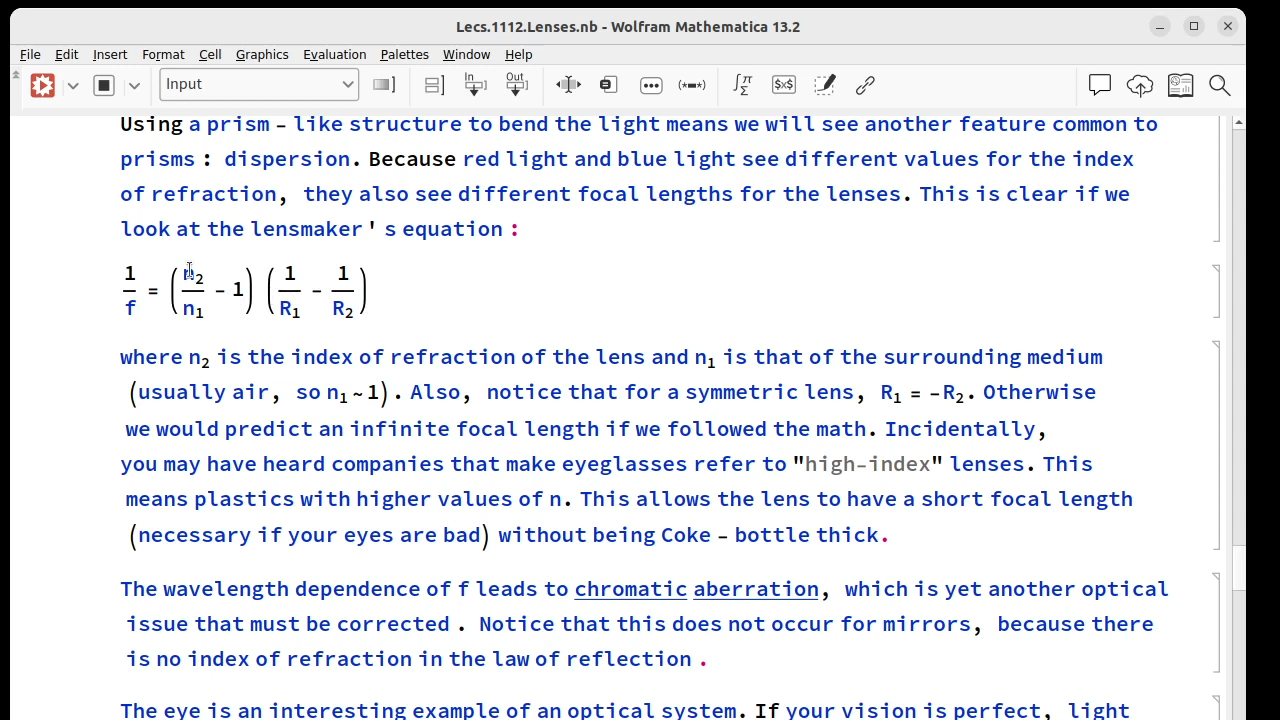 Lecs.1112.Lenses.nb - Wolfram Mathematica 13.2
File Edit Insert Format Cell Graphics Evaluation Palettes Window Help
Input In Out
Using a prism - like structure to bend the light means we will see another feature common to
prisms : dispersion. Because red light and blue light see different values for the index
of refraction, they also see different focal lengths for the lenses. This is clear if we
look at the lensmaker ' s equation :
1/f = (n₂/n₁ - 1) (1/R₁ - 1/R₂)
where n₂ is the index of refraction of the lens and n₁ is that of the surrounding medium
(usually air, so n₁ ~ 1). Also, notice that for a symmetric lens, R₁ = -R₂. Otherwise
we would predict an infinite focal length if we followed the math. Incidentally,
you may have heard companies that make eyeglasses refer to "high-index" lenses. This
means plastics with higher values of n. This allows the lens to have a short focal length
(necessary if your eyes are bad) without being Coke - bottle thick.
The wavelength dependence of f leads to chromatic aberration, which is yet another optical
issue that must be corrected . Notice that this does not occur for mirrors, because there
is no index of refraction in the law of reflection .
The eye is an interesting example of an optical system. If your vision is perfect, light